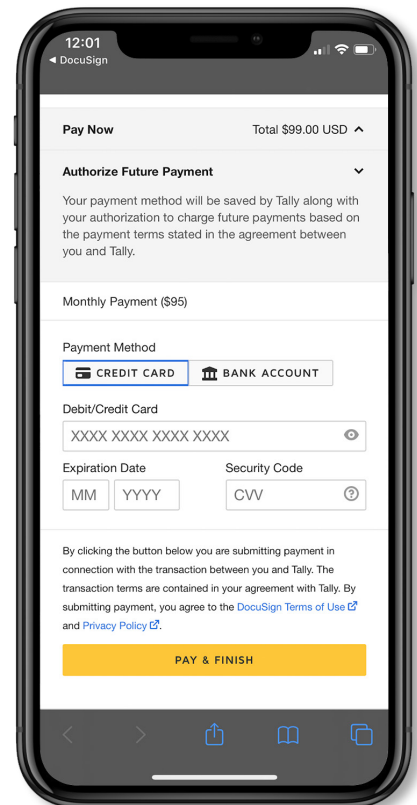 12:01
◀ DocuSign
Pay Now Total $99.00 USD
Authorize Future Payment
Your payment method will be saved by Tally along with
your authorization to charge future payments based on
the payment terms stated in the agreement between
you and Tally.
Monthly Payment ($95)
Payment Method
CREDIT CARD BANK ACCOUNT
Debit/Credit Card
XXXX XXXX XXXX XXXX
Expiration Date Security Code
MM YYYY CVV ?
By clicking the button below you are submitting payment in
connection with the transaction between you and Tally. The
transaction terms are contained in your agreement with Tally. By
submitting payment, you agree to the DocuSign Terms of Use
and Privacy Policy.
PAY & FINISH